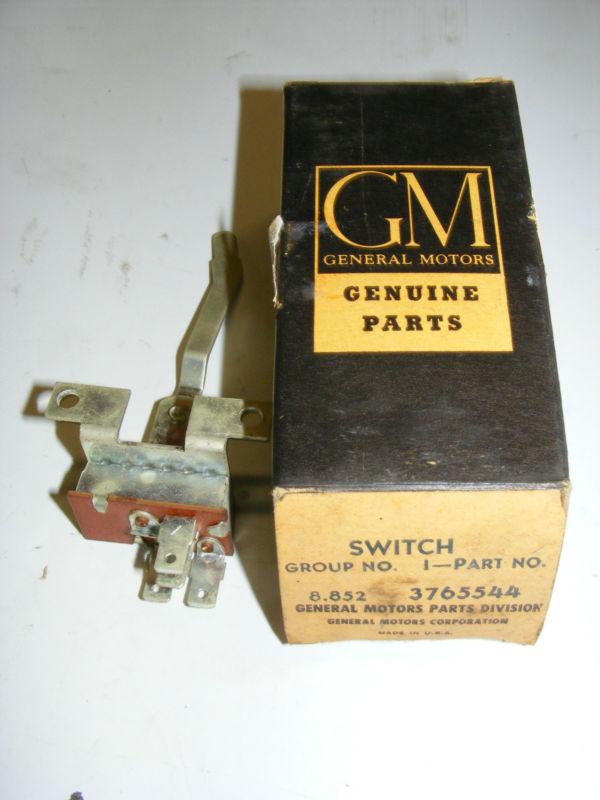 GM
GENERAL MOTORS
GENUINE
PARTS
SWITCH
GROUP NO. 1—PART NO.
8.852 3765544
GENERAL MOTORS PARTS DIVISION
GENERAL MOTORS CORPORATION
MADE IN U.S.A.